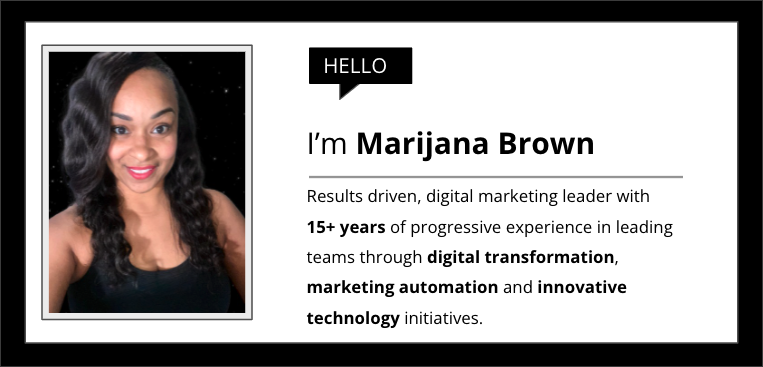 HELLO
I’m Marijana Brown
Results driven, digital marketing leader with
15+ years of progressive experience in leading
teams through digital transformation,
marketing automation and innovative
technology initiatives.